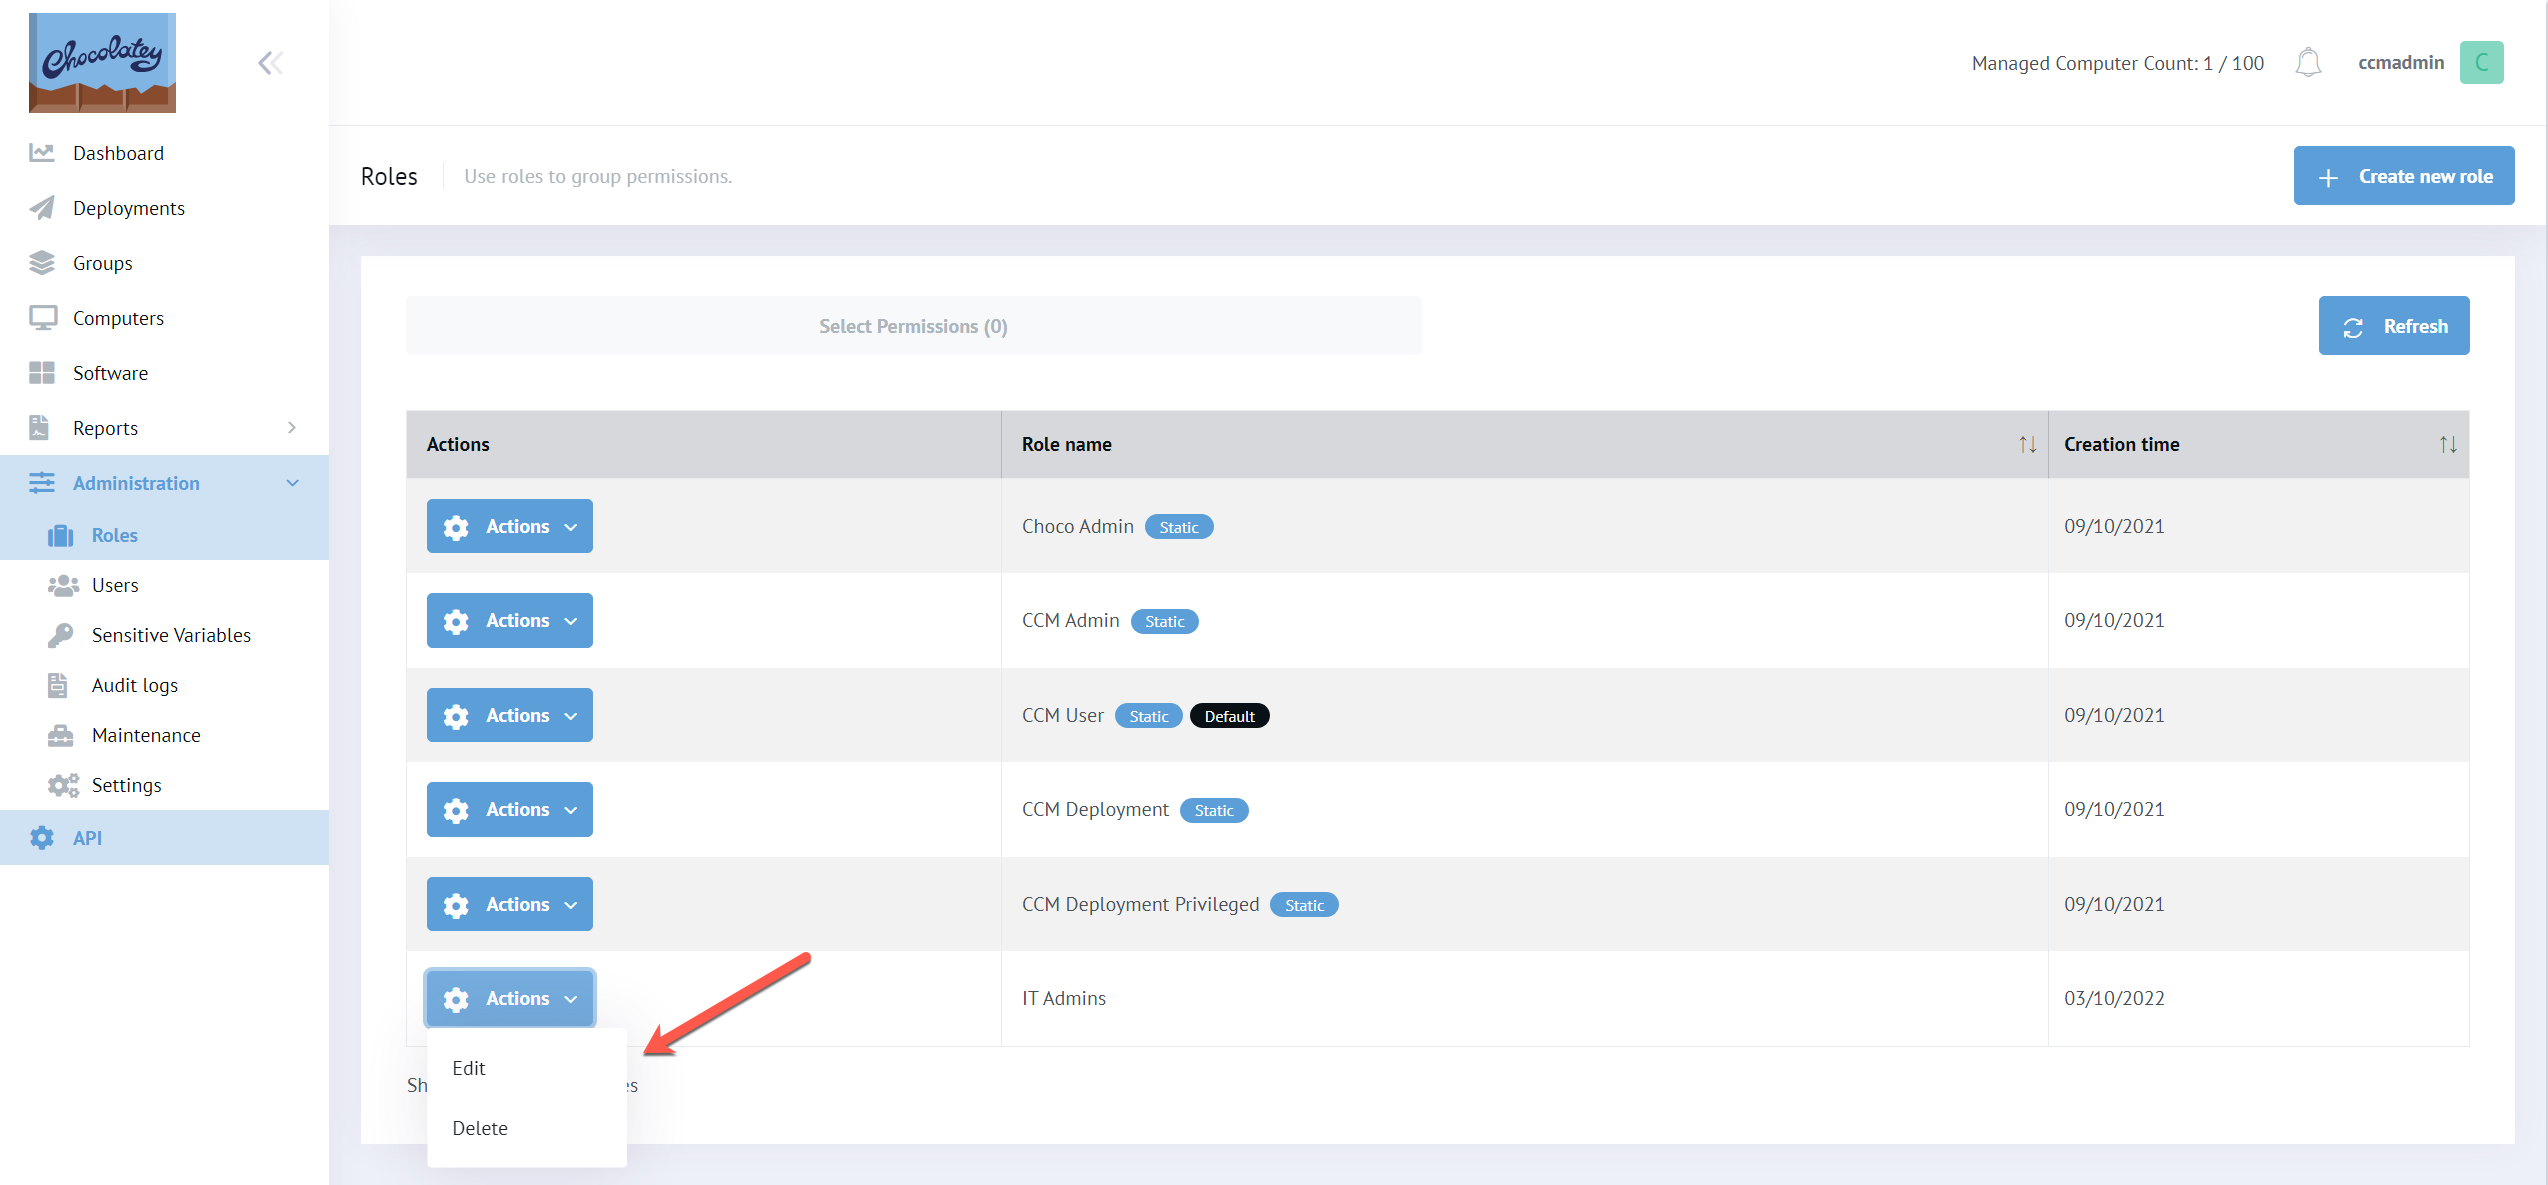 Chocolatey
Managed Computer Count: 1 / 100
ccmadmin
C
Dashboard
Deployments
Groups
Computers
Software
Reports
Administration
Roles
Users
Sensitive Variables
Audit logs
Maintenance
Settings
API
Roles
Use roles to group permissions.
Create new role
Select Permissions (0)
Refresh
Actions Role name Creation time
Actions Choco Admin Static 09/10/2021
Actions CCM Admin Static 09/10/2021
Actions CCM User Static Default 09/10/2021
Actions CCM Deployment Static 09/10/2021
Actions CCM Deployment Privileged Static 09/10/2021
Actions IT Admins 03/10/2022
Edit
Delete